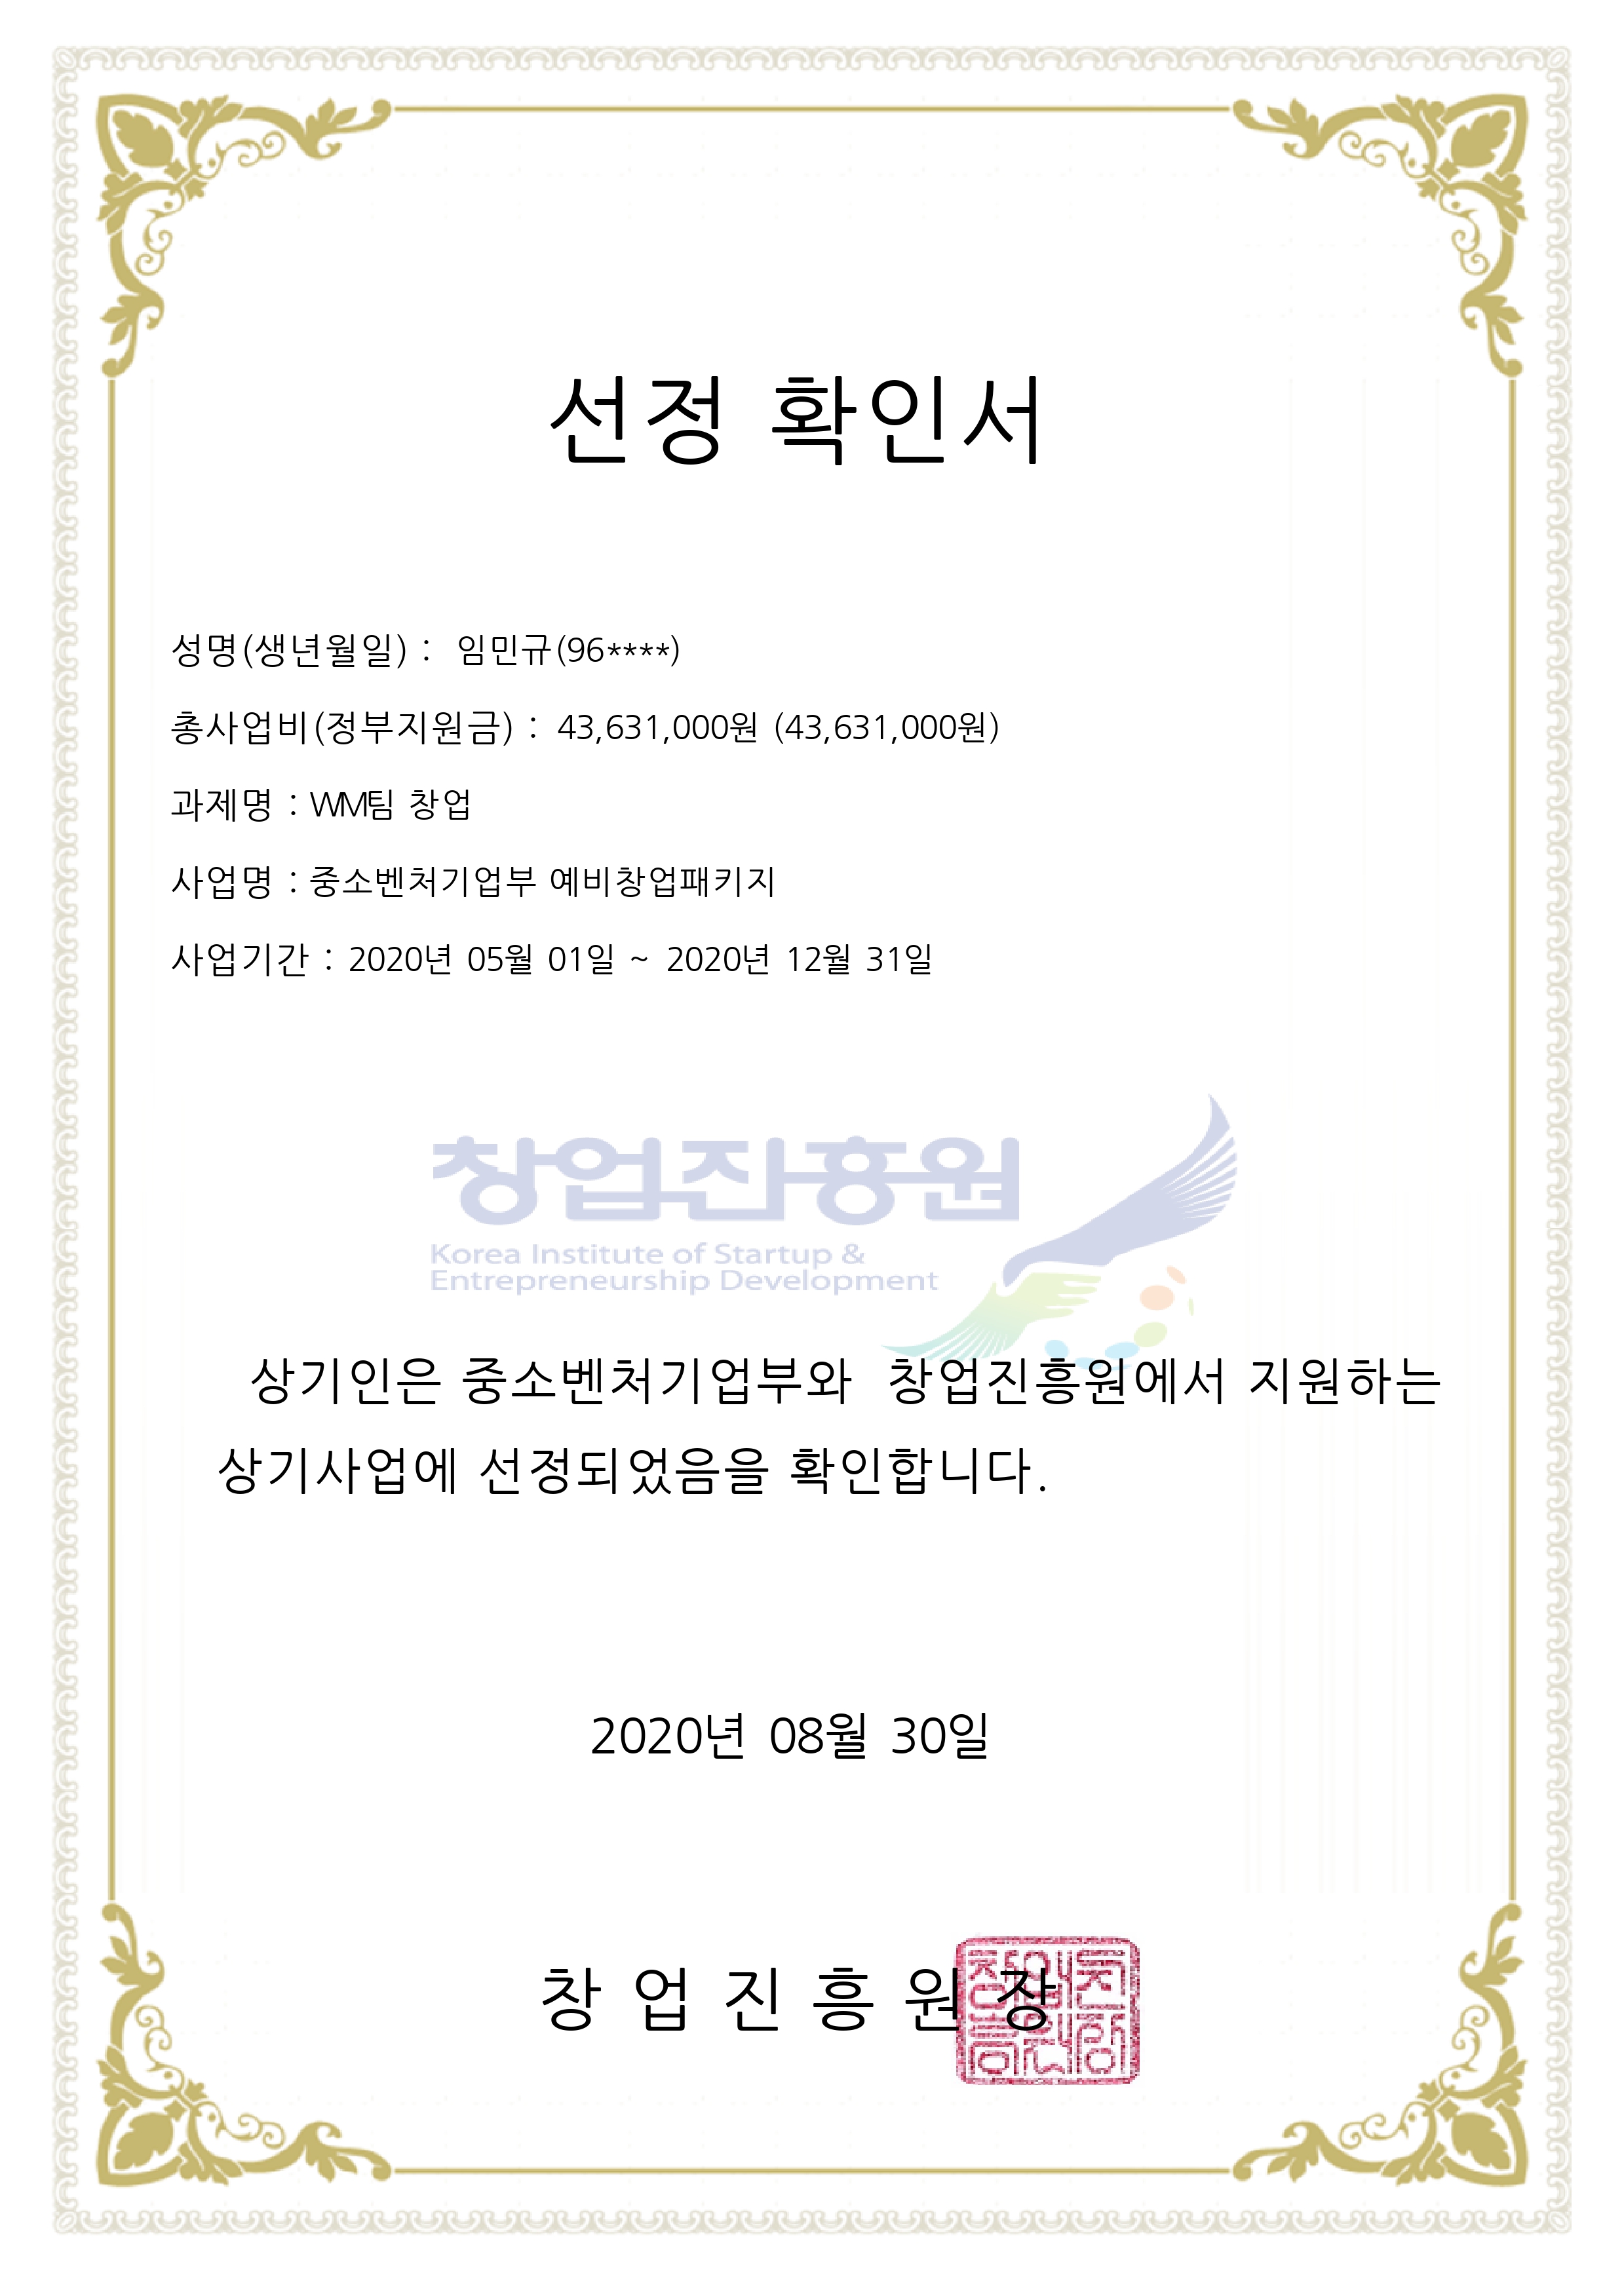 선정 확인서
성명(생년월일) : 임민규(96****)
총사업비(정부지원금) : 43,631,000원 (43,631,000원)
과제명 : WM팀 창업
사업명 : 중소벤처기업부 예비창업패키지
사업기간 : 2020년 05월 01일 ~ 2020년 12월 31일
창업진흥원
Korea Institute of Startup &
Entrepreneurship Development
상기인은 중소벤처기업부와 창업진흥원에서 지원하는
상기사업에 선정되었음을 확인합니다.
2020년 08월 30일
창 업 진 흥 원 장